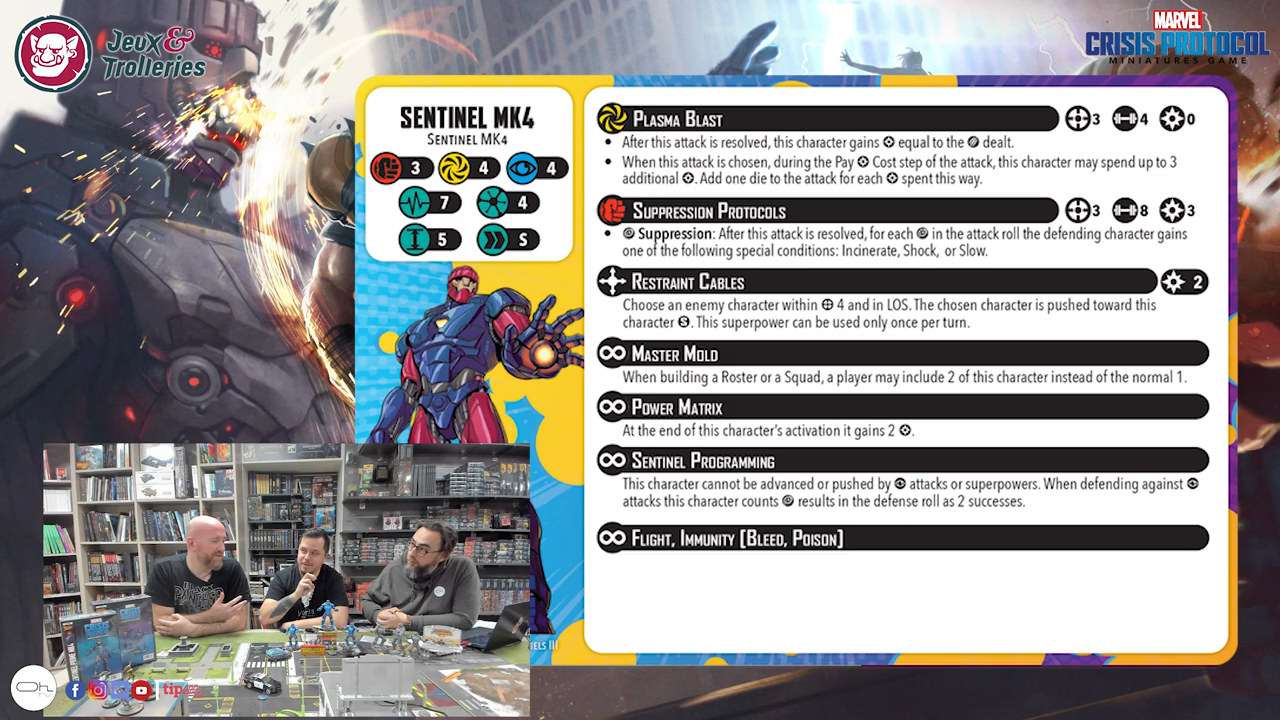 Jeux &
Trolleries
MARVEL
CRISIS PROTOCOL
MINIATURES GAME
SENTINEL MK4
SENTINEL MK4
3 4 4
7 4
5 S
PLASMA BLAST 3 4 0
• After this attack is resolved, this character gains equal to the dealt.
• When this attack is chosen, during the Pay Cost step of the attack, this character may spend up to 3
additional . Add one die to the attack for each spent this way.
SUPPRESSION PROTOCOLS 3 8 3
• Suppression: After this attack is resolved, for each in the attack roll the defending character gains
one of the following special conditions: Incinerate, Shock, or Slow.
RESTRAINT CABLES 2
Choose an enemy character within 4 and in LOS. The chosen character is pushed toward this
character S. This superpower can be used only once per turn.
MASTER MOLD
When building a Roster or a Squad, a player may include 2 of this character instead of the normal 1.
POWER MATRIX
At the end of this character's activation it gains 2 .
SENTINEL PROGRAMMING
This character cannot be advanced or pushed by attacks or superpowers. When defending against
attacks this character counts results in the defense roll as 2 successes.
FLIGHT, IMMUNITY [BLEED, POISON]
CRISIS
Oh
tip